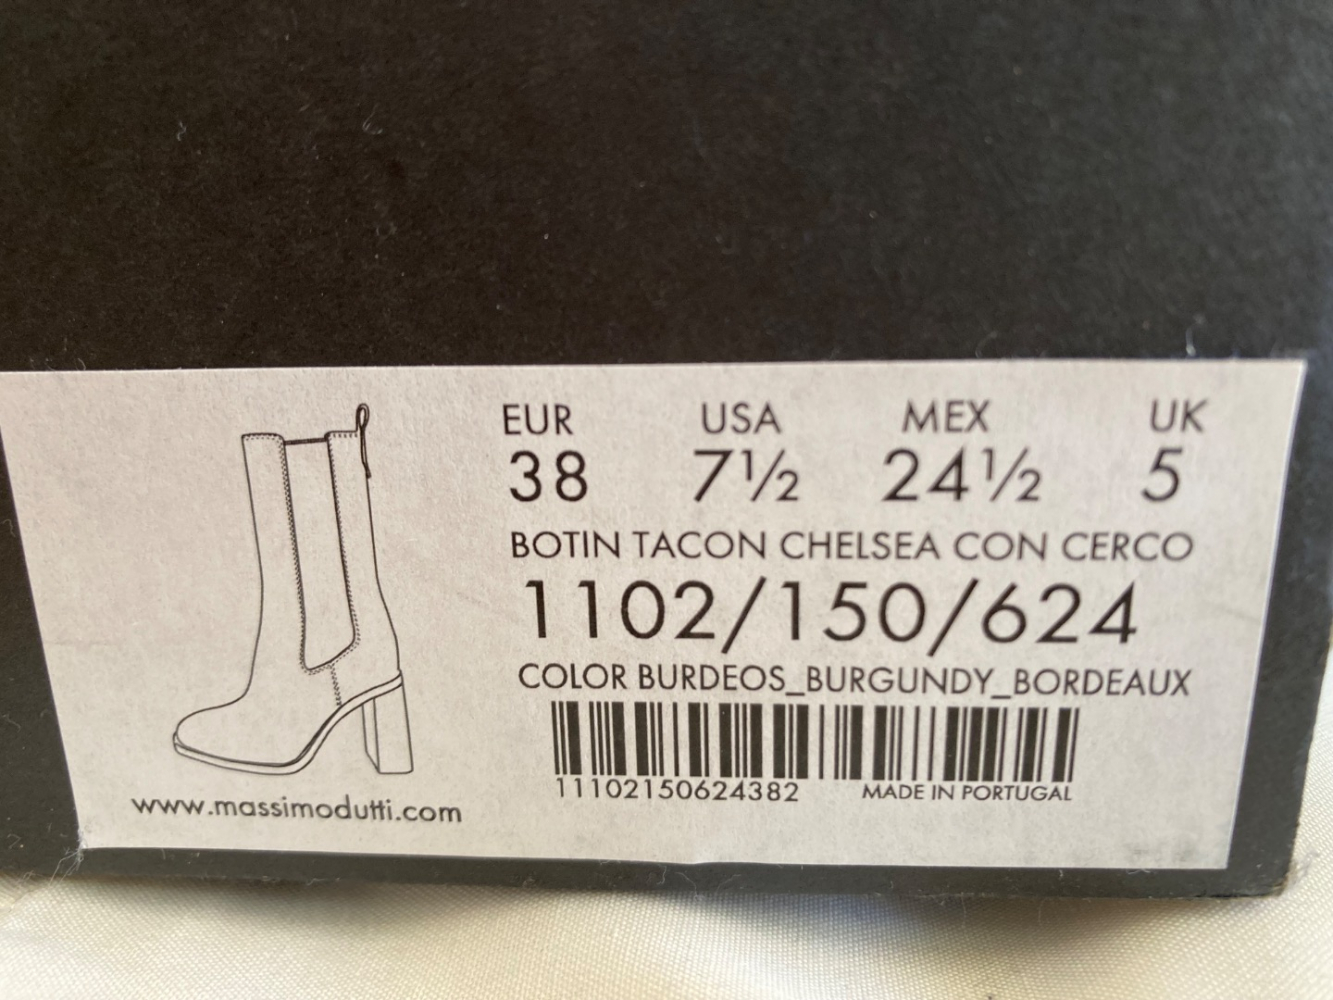 EUR USA MEX UK
38 7½ 24½ 5
BOTIN TACON CHELSEA CON CERCO
1102/150/624
COLOR BURDEOS_BURGUNDY_BORDEAUX
11102150624382 MADE IN PORTUGAL
www.massimodutti.com